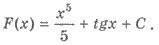 F(x) = x⁵/5 + tgx + C .